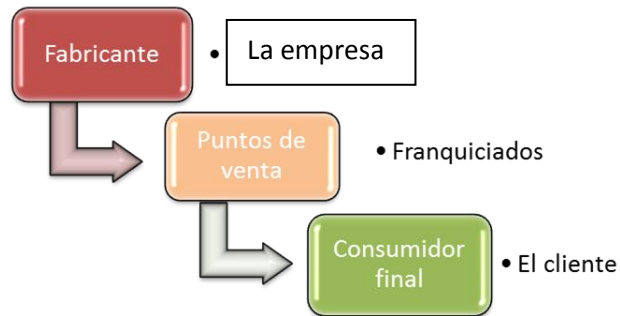 Fabricante
• La empresa
Puntos de
venta
• Franquiciados
Consumidor
final
• El cliente